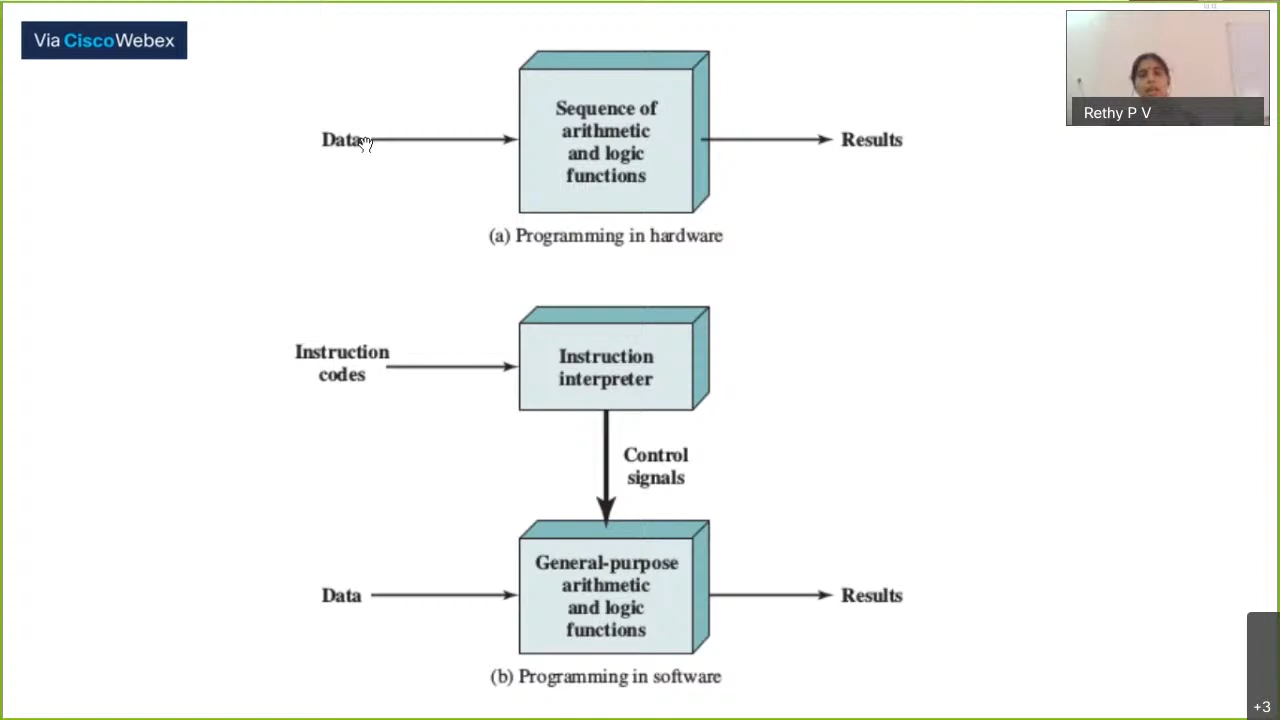 Via CiscoWebex
Rethy P V
Sequence of
arithmetic
and logic
functions
Data
Results
(a) Programming in hardware
Instruction
codes
Instruction
interpreter
Control
signals
General-purpose
arithmetic
and logic
functions
Data
Results
(b) Programming in software
+3